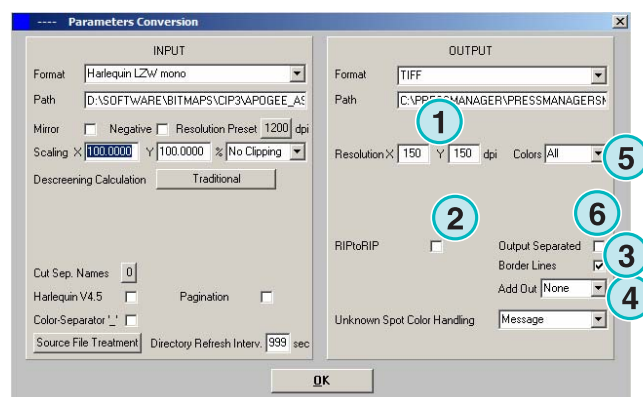 ---- Parameters Conversion
INPUT
Format Harlequin LZW mono
Path D:\SOFTWARE\BITMAPS\CIP3\APOGEE_AS
Mirror Negative Resolution Preset 1200 dpi
Scaling X 100.0000 Y 100.0000 % No Clipping
Descreening Calculation Traditional
Cut Sep. Names 0
Harlequin V4.5 Pagination
Color-Separator '_'
Source File Treatment Directory Refresh Interv. 999 sec
OUTPUT
Format TIFF
Path C:\PRESSMANAGER\PRESSMANAGERSM
1
Resolution X 150 Y 150 dpi Colors All 5
2 6
RIPtoRIP Output Separated
Border Lines 3
Add Out None 4
Unknown Spot Color Handling Message
OK